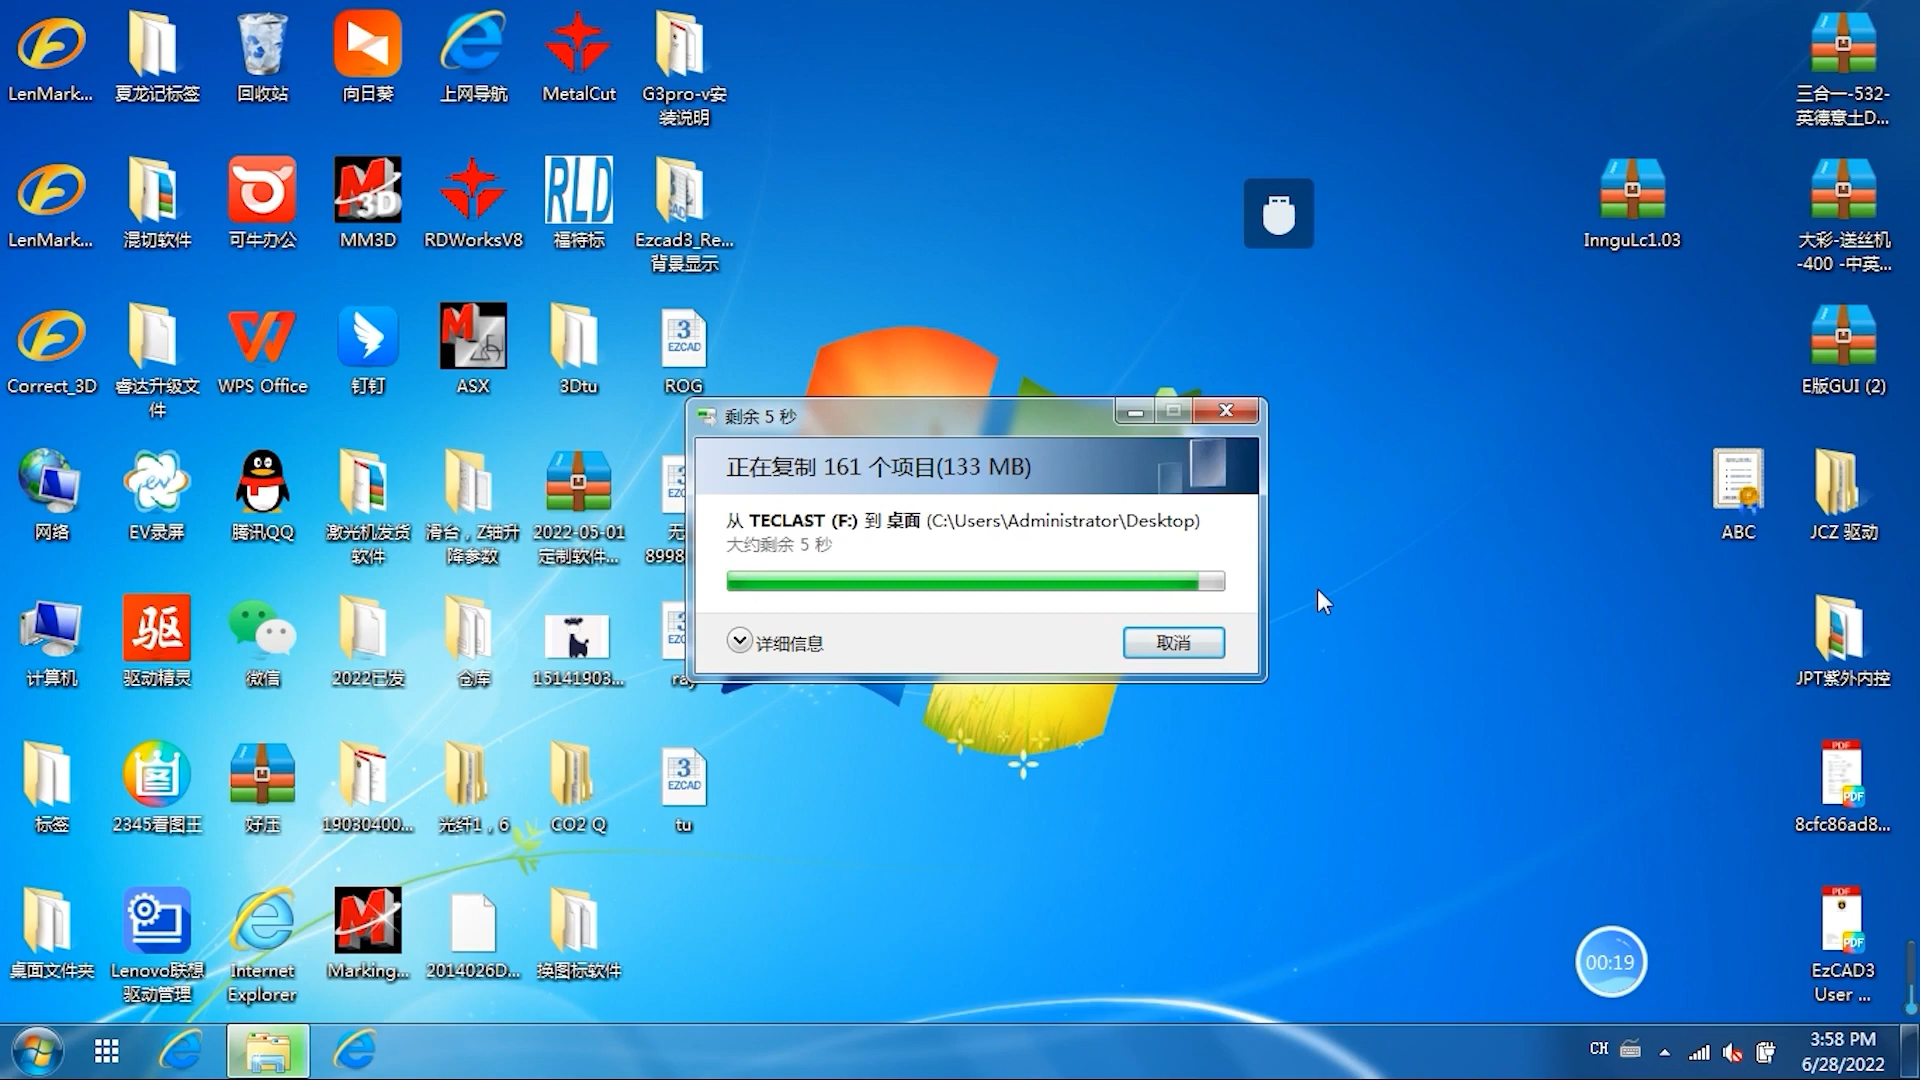 LenMark...
夏龙记标签
回收站
向日葵
上网导航
MetalCut
G3pro-v安
装说明
三合一-532-
英德意土D...
LenMark...
混切软件
可牛办公
MM3D
RDWorksV8
RLD
福特标
Ezcad3_Re...
背景显示
InnguLc1.03
大彩-送丝机
-400 -中英...
Correct_3D
睿达升级文
件
WPS Office
钉钉
ASX
3Dtu
3
EZCAD
ROG
E版GUI (2)
网络
EV录屏
腾讯QQ
激光机发货
软件
滑台，Z轴升
降参数
2022-05-01
定制软件...
无
8998
ABC
JCZ 驱动
剩余 5 秒
正在复制 161 个项目(133 MB)
从 TECLAST (F:) 到 桌面 (C:\Users\Administrator\Desktop)
大约剩余 5 秒
详细信息
取消
计算机
驱
驱动精灵
微信
2022已发
仓库
15141903...
ray
JPT紫外内控
标签
2345看图王
好压
19030400...
光纤1，6
CO2 Q
3
EZCAD
tu
PDF
PDF
8cfc86ad8...
桌面文件夹
Lenovo联想
驱动管理
Internet
Explorer
Marking...
2014026D...
换图标软件
00:19
PDF
PDF
EzCAD3
User ...
CH
3:58 PM
6/28/2022